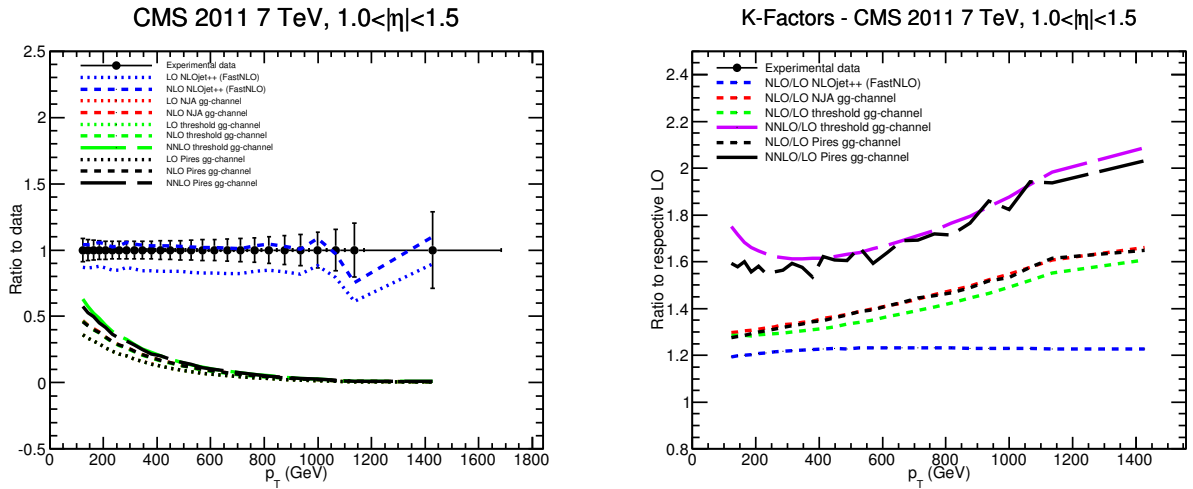 CMS 2011 7 TeV, 1.0<|η|<1.5
Ratio to data
2.5
2
1.5
1
0.5
0
-0.5
Experimental data
LO NLOjet++ (FastNLO)
NLO NLOjet++ (FastNLO)
LO NJA gg-channel
NLO NJA gg-channel
LO threshold gg-channel
NLO threshold gg-channel
NNLO threshold gg-channel
LO Pires gg-channel
NLO Pires gg-channel
NNLO Pires gg-channel
0 200 400 600 800 1000 1200 1400 1600 1800
p_T (GeV)
K-Factors - CMS 2011 7 TeV, 1.0<|η|<1.5
Ratio to respective LO
2.4
2.2
2
1.8
1.6
1.4
1.2
1
0.8
Experimental data
NLO/LO NLOjet++ (FastNLO)
NLO/LO NJA gg-channel
NLO/LO threshold gg-channel
NNLO/LO threshold gg-channel
NLO/LO Pires gg-channel
NNLO/LO Pires gg-channel
0 200 400 600 800 1000 1200 1400
p_T (GeV)